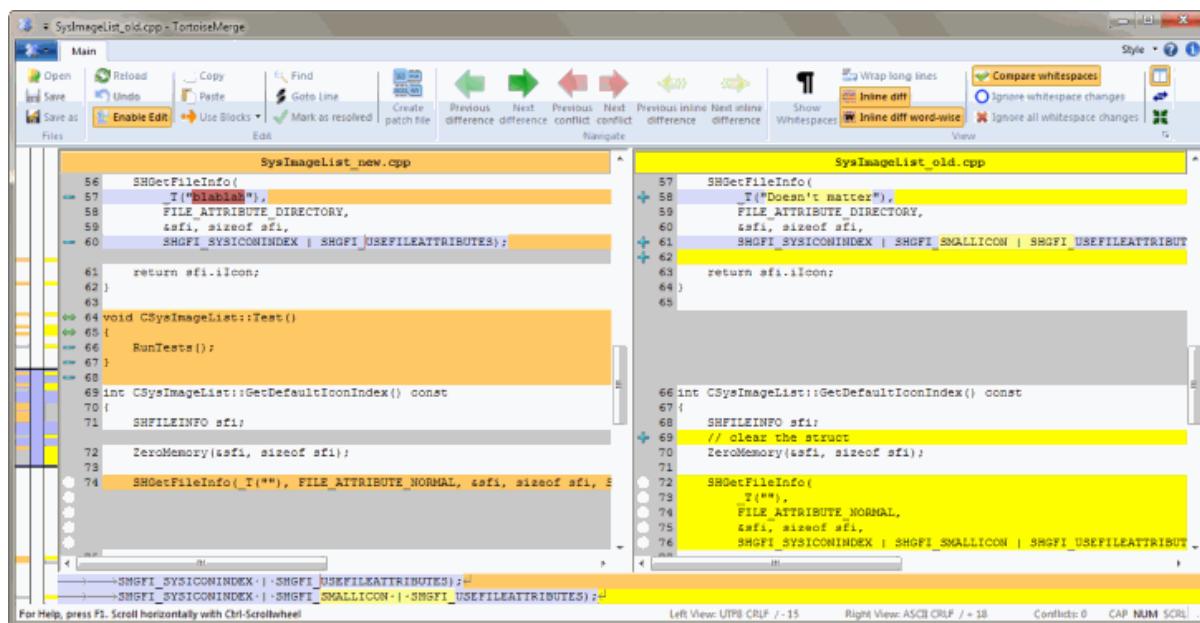 SysImageList_old.cpp - TortoiseMerge
Main
Style
Open
Reload
Copy
Find
Wrap long lines
Compare whitespaces
Save
Undo
Paste
Goto Line
Create patch file
Previous difference
Next difference
Previous conflict
Next conflict
Previous inline difference
Next inline difference
Show Whitespaces
Inline diff
Ignore whitespace changes
Save as
Enable Edit
Use Blocks
Mark as resolved
Inline diff word-wise
Ignore all whitespace changes
Files
Edit
Navigate
View
SysImageList_new.cpp
56 SHGetFileInfo(
57 _T("blablah"),
58 FILE_ATTRIBUTE_DIRECTORY,
59 &sfi, sizeof sfi,
60 SHGFI_SYSICONINDEX | SHGFI_USEFILEATTRIBUTES);
61 return sfi.iIcon;
62 }
63
64 void CSysImageList::Test()
65 {
66 RunTests();
67 }
68
69 int CSysImageList::GetDefaultIconIndex() const
70 {
71 SHFILEINFO sfi;
72 ZeroMemory(&sfi, sizeof sfi);
73
74 SHGetFileInfo(_T(""), FILE_ATTRIBUTE_NORMAL, &sfi, sizeof sfi, S
SysImageList_old.cpp
57 SHGetFileInfo(
58 _T("Doesn't matter"),
59 FILE_ATTRIBUTE_DIRECTORY,
60 &sfi, sizeof sfi,
61 SHGFI_SYSICONINDEX | SHGFI_SMALLICON | SHGFI_USEFILEATTRIBUT
62
63 return sfi.iIcon;
64 }
65
66 int CSysImageList::GetDefaultIconIndex() const
67 {
68 SHFILEINFO sfi;
69 // clear the struct
70 ZeroMemory(&sfi, sizeof sfi);
71
72 SHGetFileInfo(
73 _T(""),
74 FILE_ATTRIBUTE_NORMAL,
75 &sfi, sizeof sfi,
76 SHGFI_SYSICONINDEX | SHGFI_SMALLICON | SHGFI_USEFILEATTRIBUT
SHGFI_SYSICONINDEX·|·SHGFI_USEFILEATTRIBUTES);
SHGFI_SYSICONINDEX·|·SHGFI_SMALLICON·|·SHGFI_USEFILEATTRIBUTES);
For Help, press F1. Scroll horizontally with Ctrl-Scrollwheel
Left View: UTF8 CRLF / - 15
Right View: ASCII CRLF / + 18
Conflicts: 0
CAP NUM SCRL